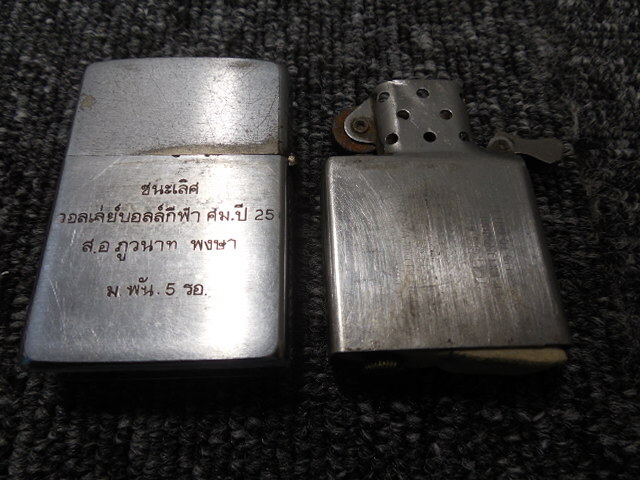 ชนะเลิศ
วอลเล่ย์บอลล์กีฬา ศม.ปี 25
ส.อ ภูวนาท พงษา
ม. พัน. 5 รอ.